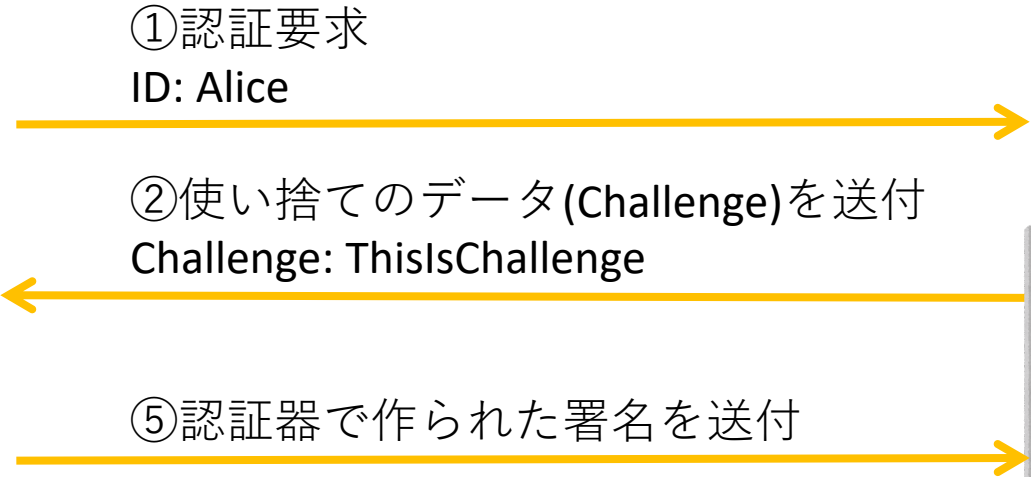 ①認証要求
ID: Alice
②使い捨てのデータ(Challenge)を送付
Challenge: ThisIsChallenge
⑤認証器で作られた署名を送付